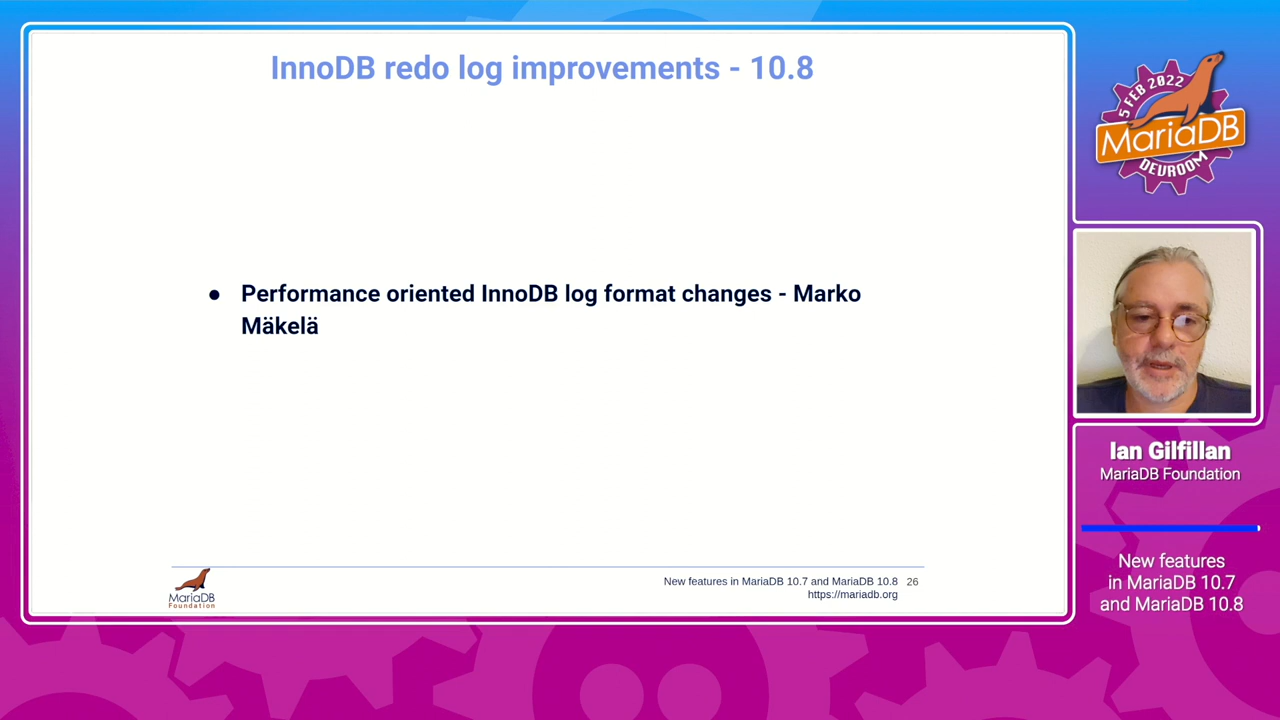 InnoDB redo log improvements - 10.8
● Performance oriented InnoDB log format changes - Marko
Mäkelä
MariaDB
Foundation
New features in MariaDB 10.7 and MariaDB 10.8 26
https://mariadb.org
5 FEB 2022
MariaDB
DEVROOM
Ian Gilfillan
MariaDB Foundation
New features
in MariaDB 10.7
and MariaDB 10.8